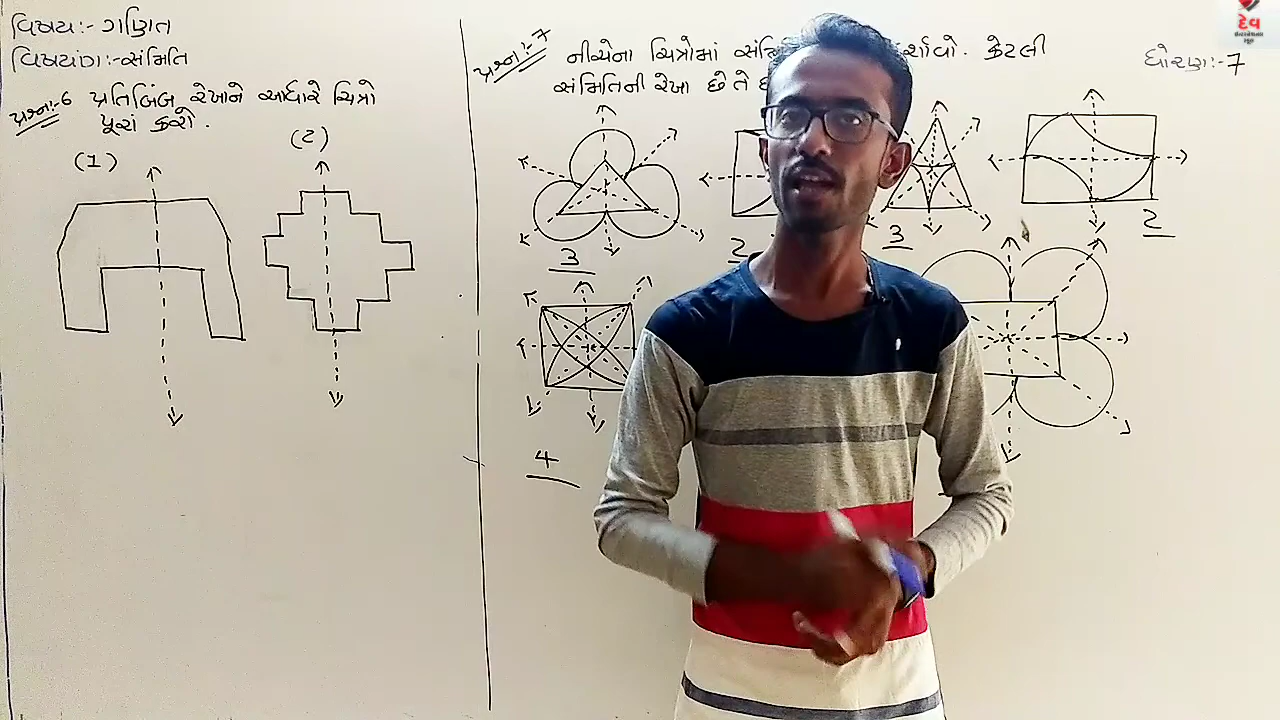 વિષય:- ગણિત
વિષયાંગ:- સંમિતિ
પ્રશ્ન:-6 પ્રતિબિંબ રેખાને આધારે ચિત્રો
પૂરાં કરો.
(1)
(2)
પ્રશ્ન:-7 નીચેના ચિત્રોમાં કેટલી
સંમિતિની રેખા છે તે
ધોરણ:-7
દેવ
3
2
3
2
4